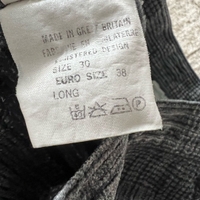 MADE IN GREAT BRITAIN
REGISTERED DESIGN
SIZE 30
EURO SIZE 38
LONG